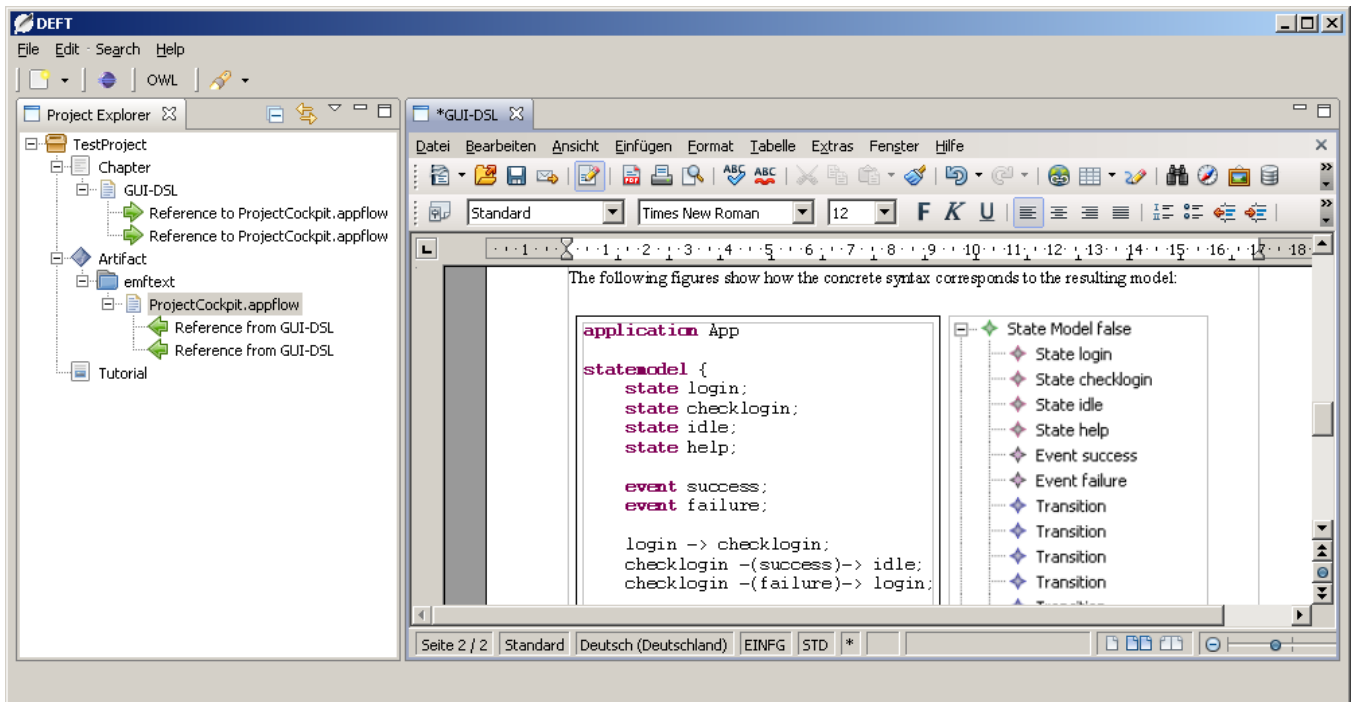 DEFT
File Edit Search Help
OWL
Project Explorer
TestProject
Chapter
GUI-DSL
Reference to ProjectCockpit.appflow
Reference to ProjectCockpit.appflow
Artifact
emftext
ProjectCockpit.appflow
Reference from GUI-DSL
Reference from GUI-DSL
Tutorial
*GUI-DSL
Datei Bearbeiten Ansicht Einfügen Format Tabelle Extras Fenster Hilfe
Standard Times New Roman 12 F K U
1 1 2 3 4 5 6 7 8 9 10 11 12 13 14 15 16 17 18
The following figures show how the concrete syntax corresponds to the resulting model:
application App
statemodel {
state login;
state checklogin;
state idle;
state help;
event success;
event failure;
login -> checklogin;
checklogin -(success)-> idle;
checklogin -(failure)-> login;
State Model false
State login
State checklogin
State idle
State help
Event success
Event failure
Transition
Transition
Transition
Transition
Seite 2 / 2 Standard Deutsch (Deutschland) EINFG STD *